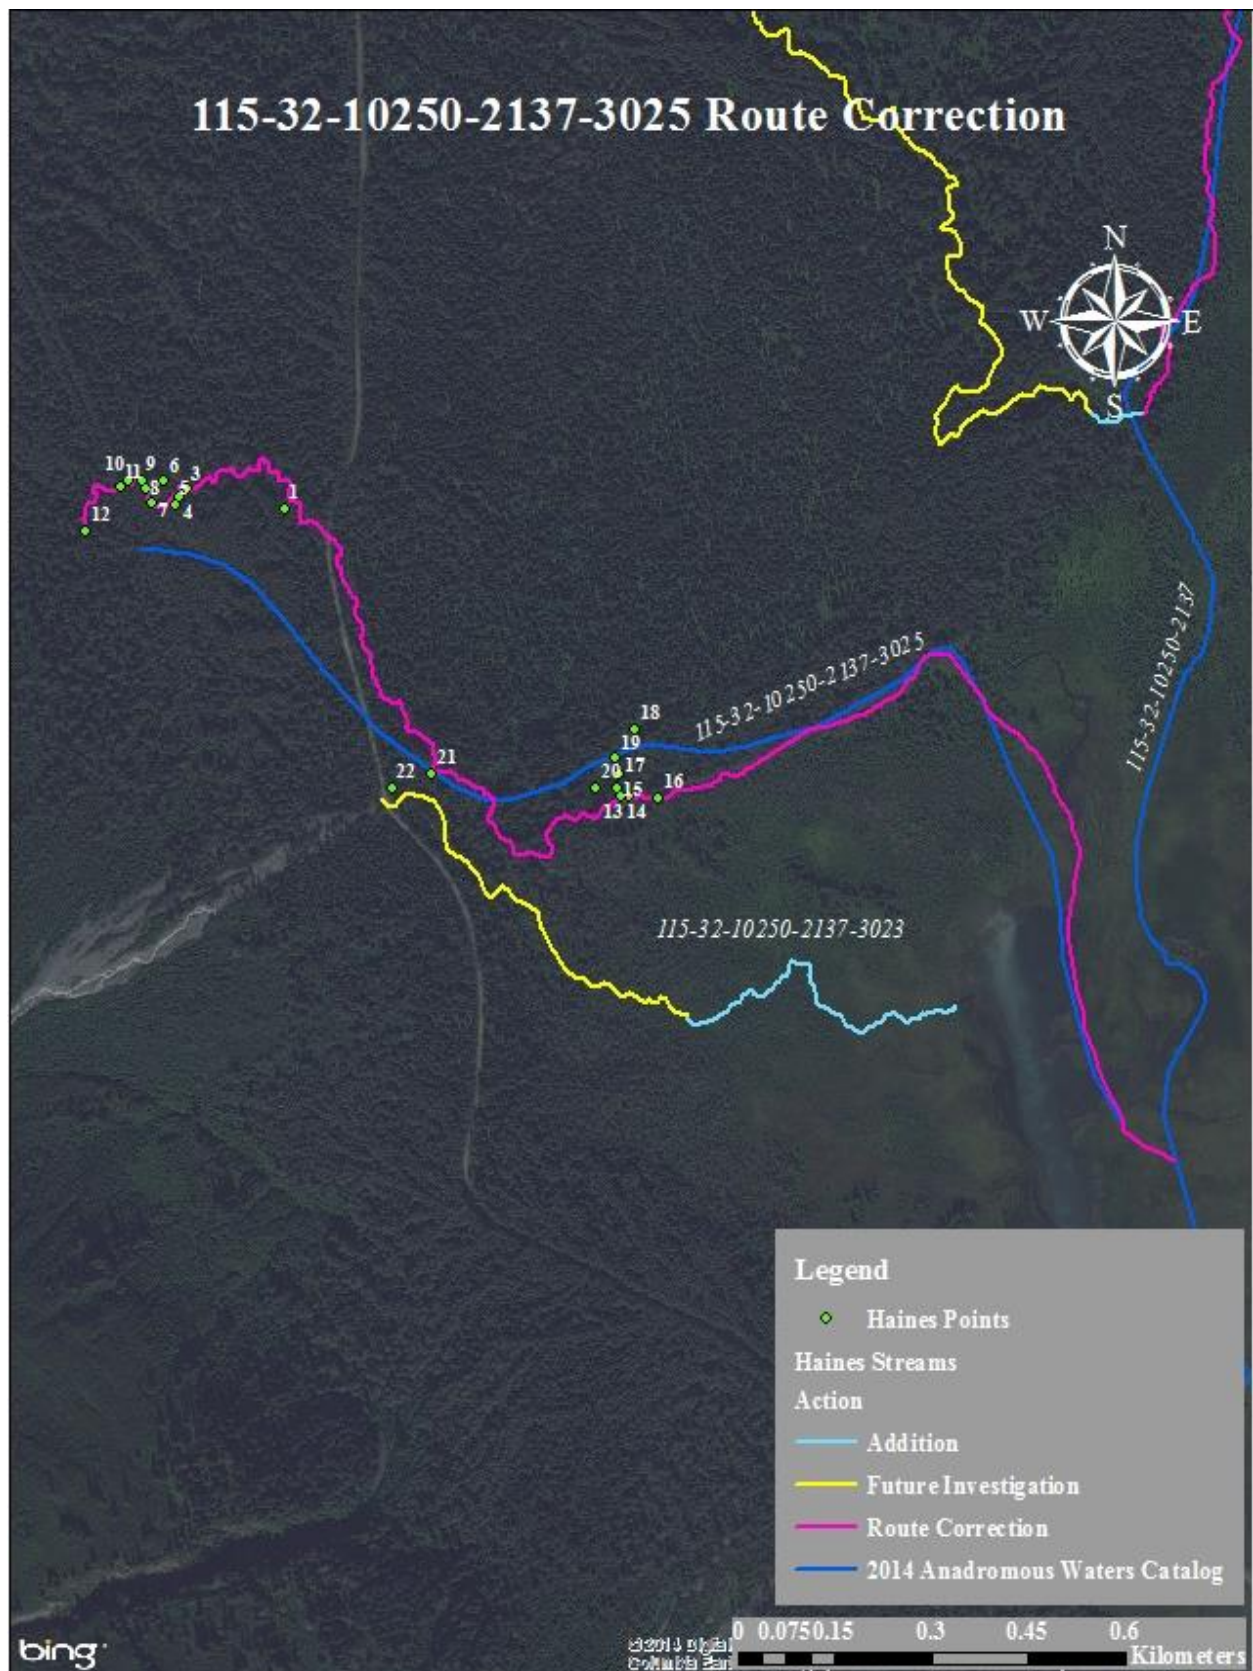 115-32-10250-2137-3025 Route Correction
N
W E
S
10 11 9 6 3
8 5
7 4
12
1
115-32-10250-2137-3025
115-32-10250-2137
18
19
21
17
22
20
15
16
13 14
115-32-10250-2137-3023
Legend
Haines Points
Haines Streams
Action
Addition
Future Investigation
Route Correction
2014 Anadromous Waters Catalog
0 0.075 0.15 0.3 0.45 0.6
Kilometers
bing
©2014